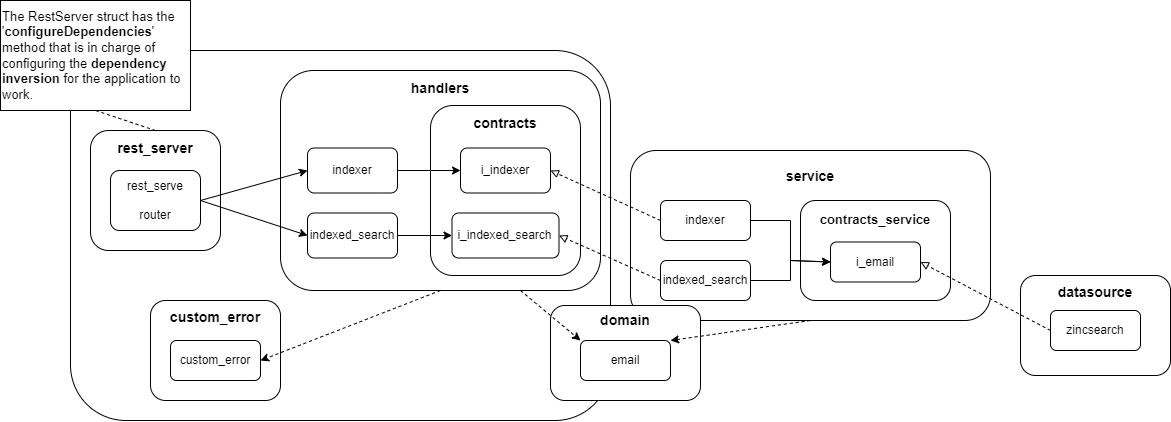 The RestServer struct has the
'configureDependencies'
method that is in charge of
configuring the dependency
inversion for the application to
work.
handlers
contracts
rest_server
rest_serve
router
indexer
i_indexer
indexed_search
i_indexed_search
service
indexer
contracts_service
indexed_search
i_email
custom_error
custom_error
domain
email
datasource
zincsearch